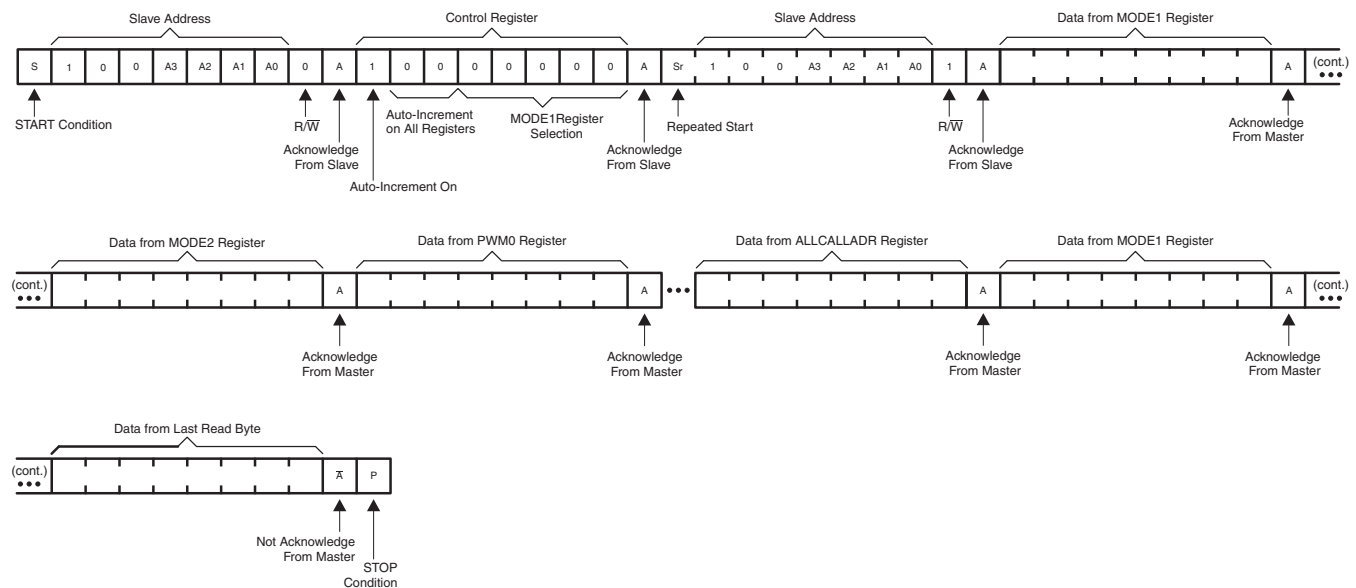 Slave Address
Control Register
Slave Address
Data from MODE1 Register
S 1 0 0 A3 A2 A1 A0 0 A 1 0 0 0 0 0 0 0 A Sr 1 0 0 A3 A2 A1 A0 1 A A (cont.) •••
START Condition
R/W̅
Acknowledge
From Slave
Auto-Increment On
Auto-Increment
on All Registers
MODE1Register
Selection
Acknowledge
From Slave
Repeated Start
R/W̅
Acknowledge
From Slave
Acknowledge
From Master
Data from MODE2 Register
Data from PWM0 Register
Data from ALLCALLADR Register
Data from MODE1 Register
(cont.) ••• A A ••• A A (cont.) •••
Acknowledge
From Master
Acknowledge
From Master
Acknowledge
From Master
Acknowledge
From Master
Data from Last Read Byte
(cont.) ••• A̅ P
Not Acknowledge
From Master
STOP
Condition